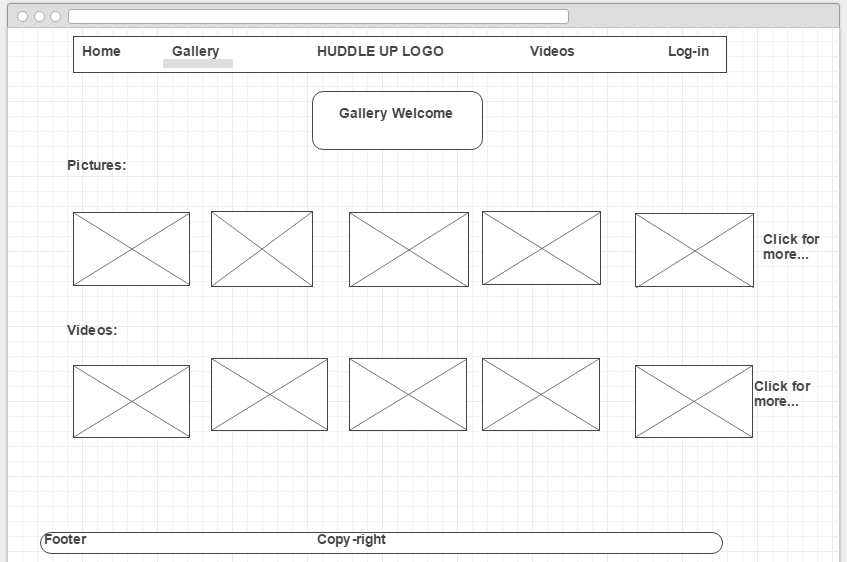 Home Gallery HUDDLE UP LOGO Videos Log-in
Gallery Welcome
Pictures:
Click for
more...
Videos:
Click for
more...
Footer Copy-right